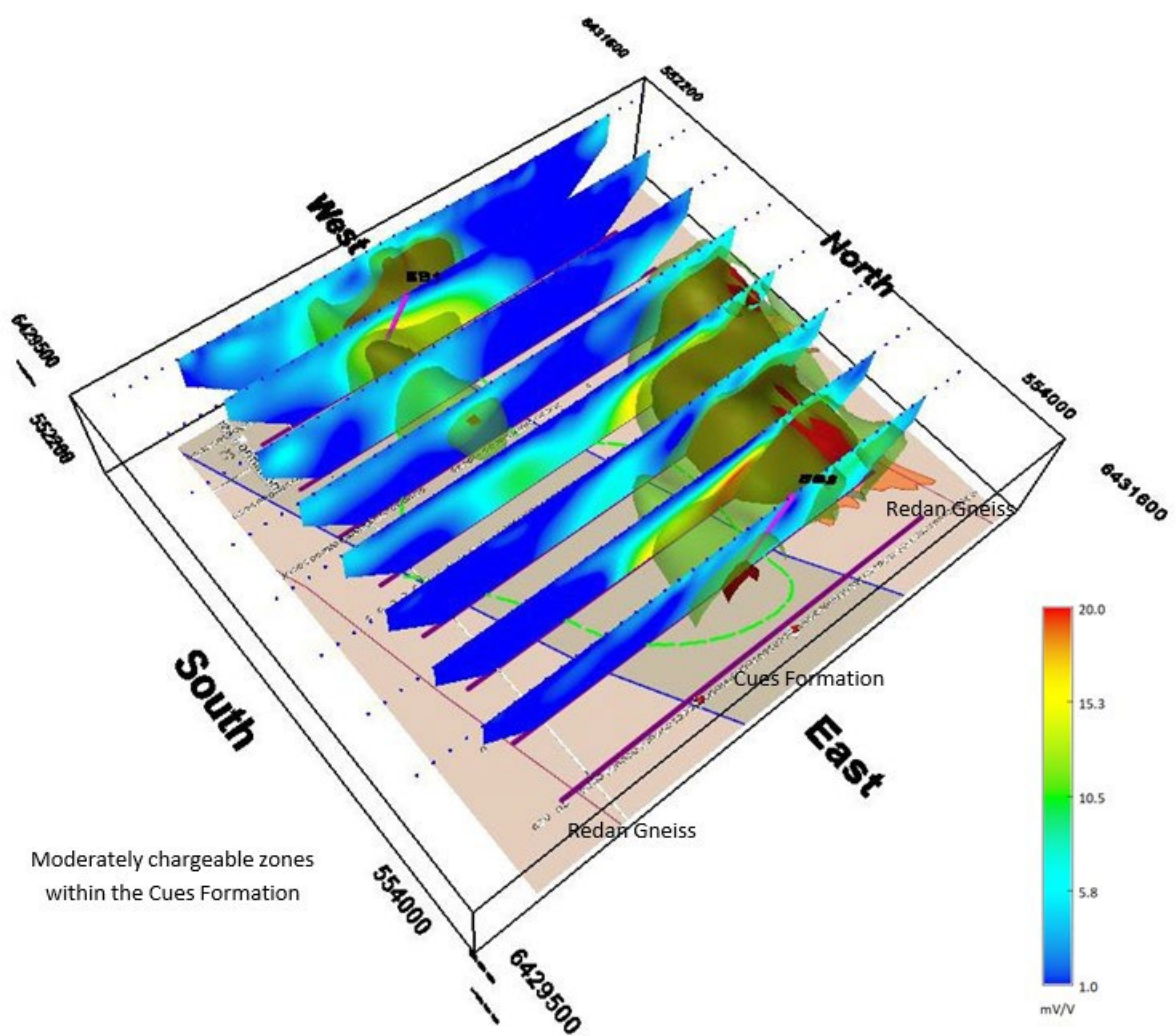 6431600
552200
West
North
6429500
552200
554000
6431600
Redan Gneiss
20.0
Cues Formation
South
East
15.3
10.5
Redan Gneiss
Moderately chargeable zones
within the Cues Formation
554000
5.8
6429500
1.0
mV/V